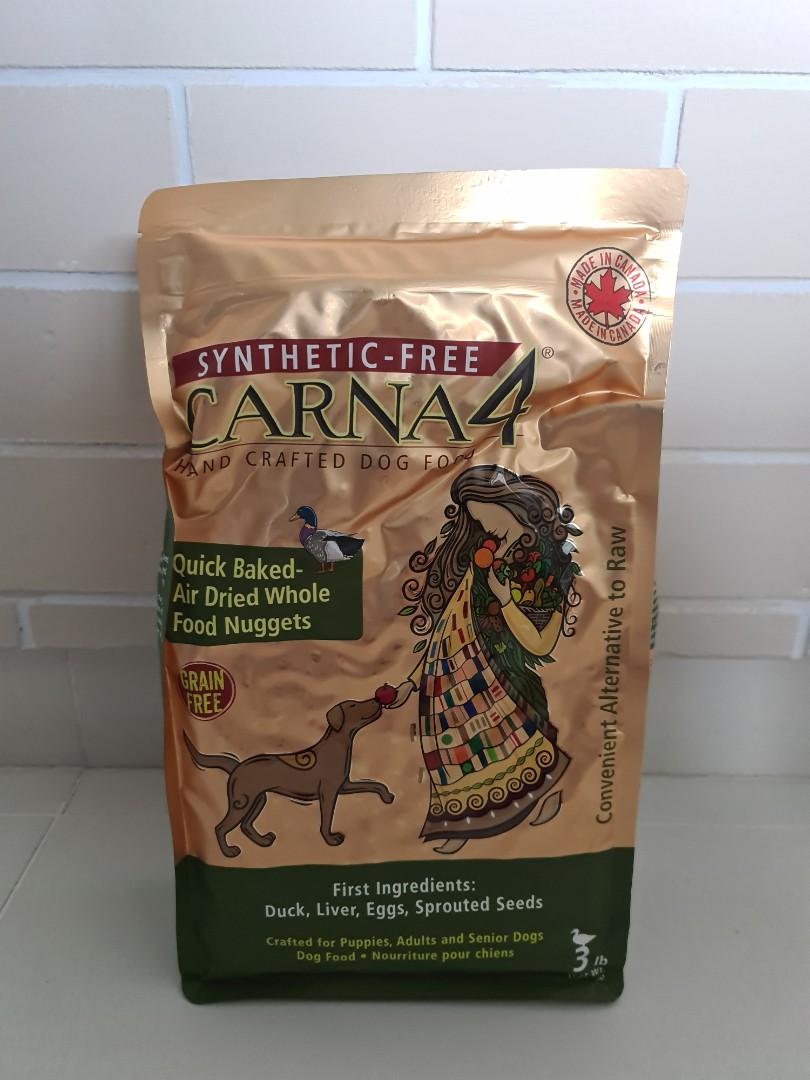 MADE IN CANADA
MADE IN CANADA
SYNTHETIC-FREE
CARNA4®
HAND CRAFTED DOG FOOD
Quick Baked-
Air Dried Whole
Food Nuggets
GRAIN
FREE
Convenient Alternative to Raw
First Ingredients:
Duck, Liver, Eggs, Sprouted Seeds
Crafted for Puppies, Adults and Senior Dogs
Dog Food • Nourriture pour chiens
3 lb